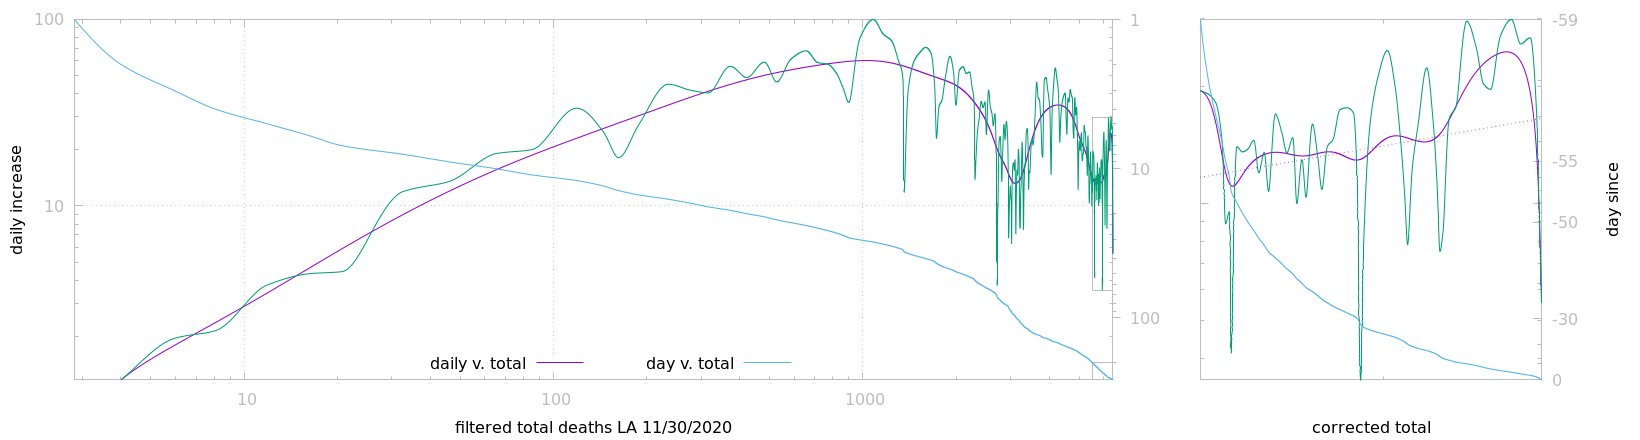 100
10
daily increase
daily v. total
day v. total
10
100
1000
filtered total deaths LA 11/30/2020
1
10
100
-59
-55
-50
-30
0
day since
corrected total